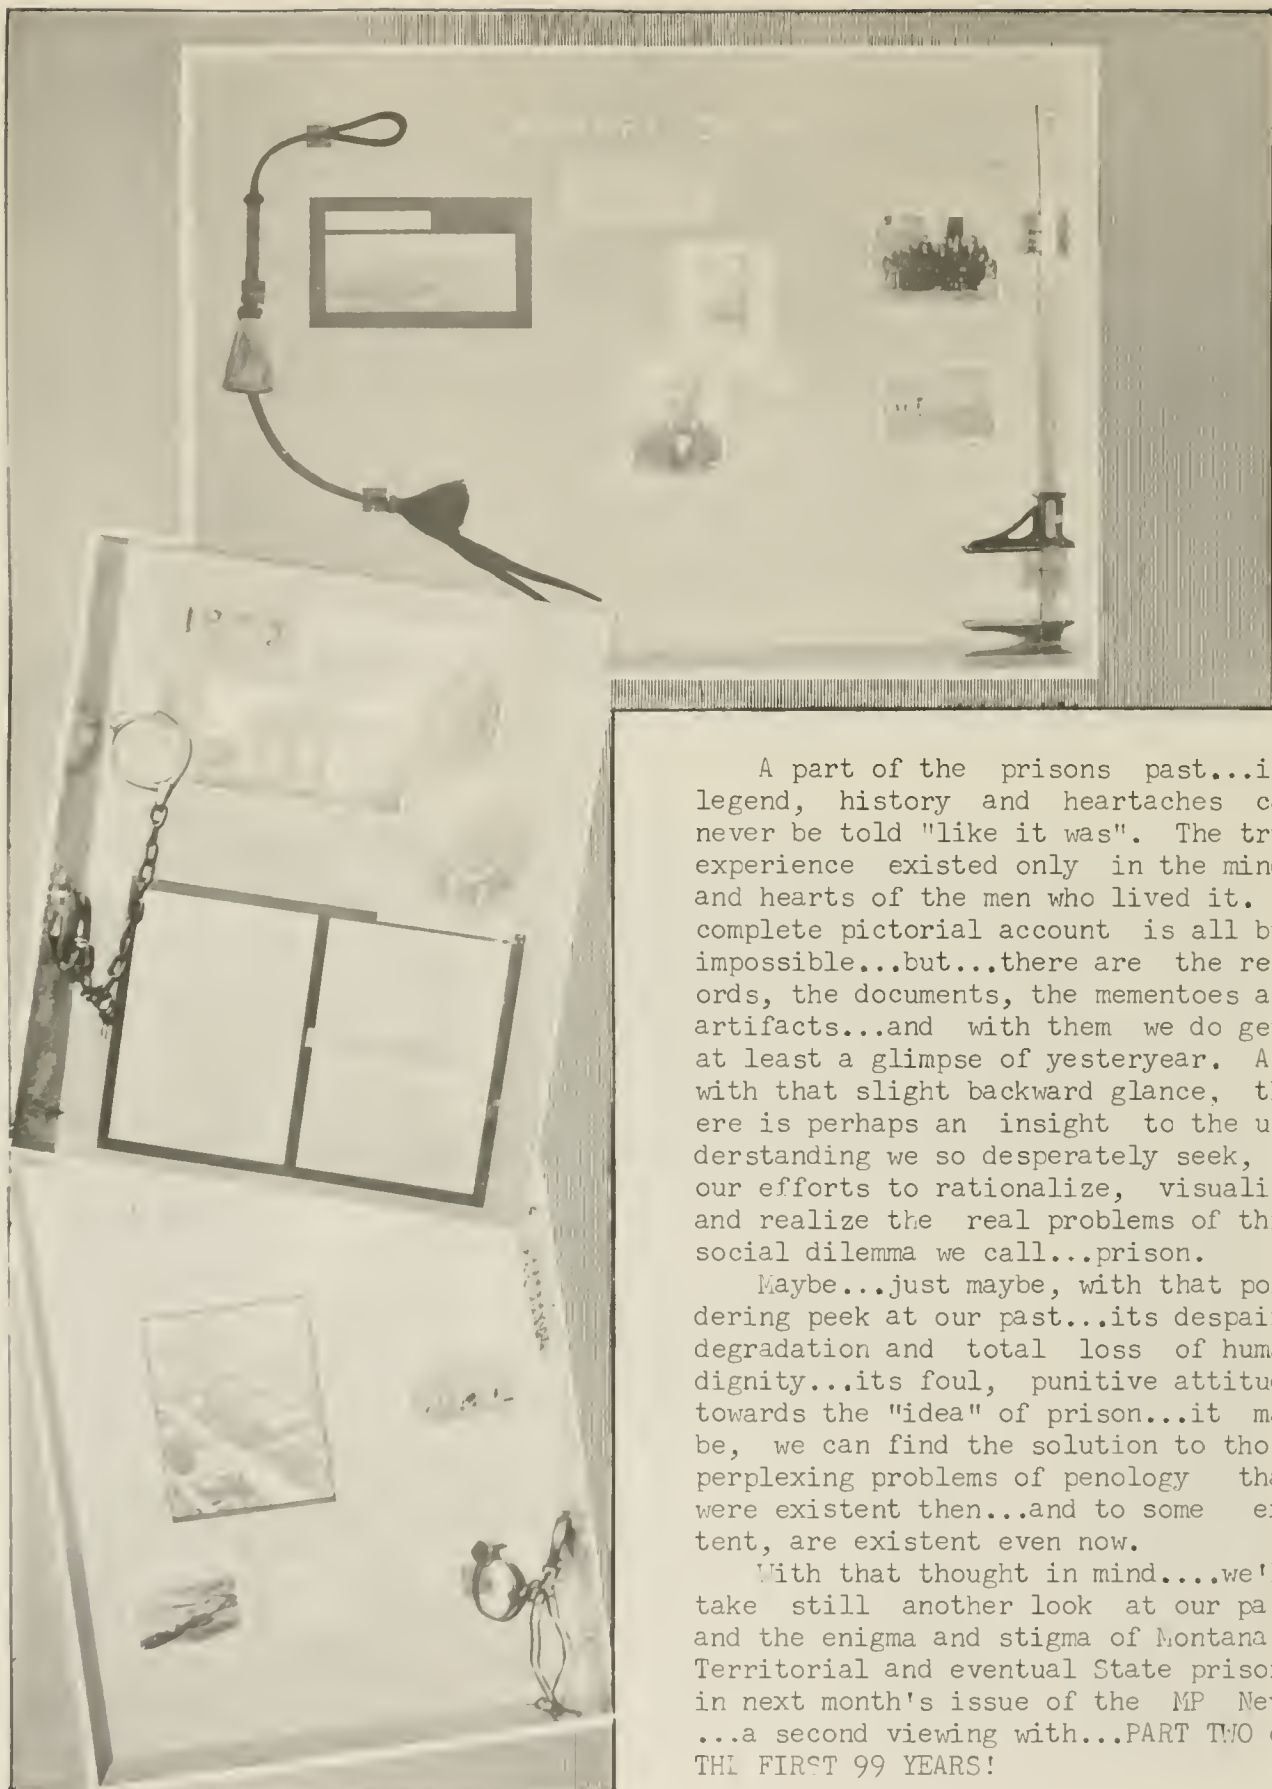 A part of the prisons past...i
legend, history and heartaches c
never be told "like it was". The tr
experience existed only in the min
and hearts of the men who lived it.
complete pictorial account is all b
impossible...but...there are the re
ords, the documents, the mementoes a
artifacts...and with them we do ge
at least a glimpse of yesteryear. A
with that slight backward glance, t
ere is perhaps an insight to the u
derstanding we so desperately seek,
our efforts to rationalize, visuali
and realize the real problems of th
social dilemma we call...prison.
Maybe...just maybe, with that po
dering peek at our past...its despai
degradation and total loss of hum
dignity...its foul, punitive attitu
towards the "idea" of prison...it m
be, we can find the solution to tho
perplexing problems of penology tha
were existent then...and to some e
tent, are existent even now.
With that thought in mind....we'
take still another look at our pa
and the enigma and stigma of Montana
Territorial and eventual State priso
in next month's issue of the MP Ne
...a second viewing with...PART TWO
THE FIRST 99 YEARS!